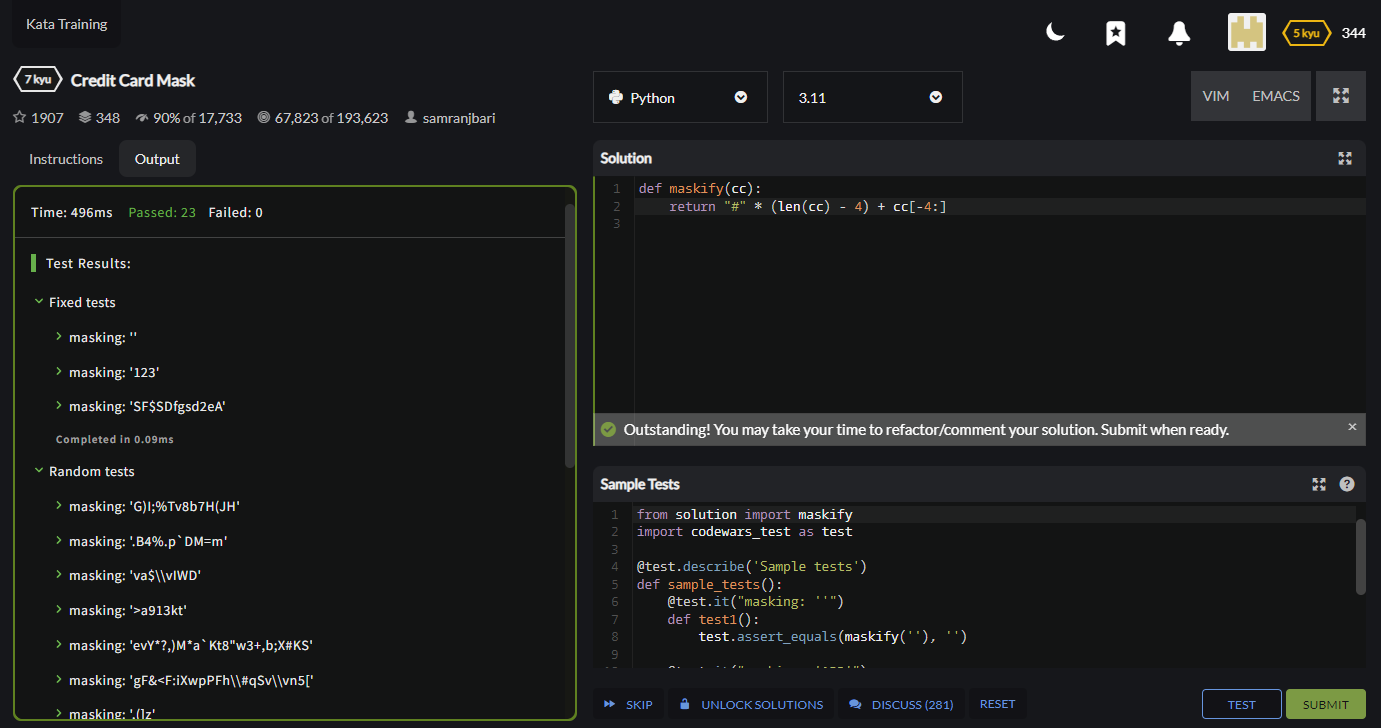 Kata Training
5 kyu 344
7 kyu Credit Card Mask
1907 348 90% of 17,733 67,823 of 193,623 samranjbari
Instructions Output
Time: 496ms Passed: 23 Failed: 0
Test Results:
Fixed tests
masking: ''
masking: '123'
masking: 'SF$SDfgsd2eA'
Completed in 0.09ms
Random tests
masking: 'G)I;%Tv8b7H(JH'
masking: '.B4%.p`DM=m'
masking: 'va$\\vIWD'
masking: '>a913kt'
masking: 'evY*?,)M*a`Kt8"w3+,b;X#KS'
masking: 'gF&<F:iXwpPFh\\#qSv\\vn5['
masking: '.(]z'
Python 3.11 VIM EMACS
Solution
1 def maskify(cc):
2     return "#" * (len(cc) - 4) + cc[-4:]
3
Outstanding! You may take your time to refactor/comment your solution. Submit when ready.
Sample Tests
1 from solution import maskify
2 import codewars_test as test
3
4 @test.describe('Sample tests')
5 def sample_tests():
6     @test.it("masking: ''")
7     def test1():
8         test.assert_equals(maskify(''), '')
9
SKIP UNLOCK SOLUTIONS DISCUSS (281) RESET TEST SUBMIT